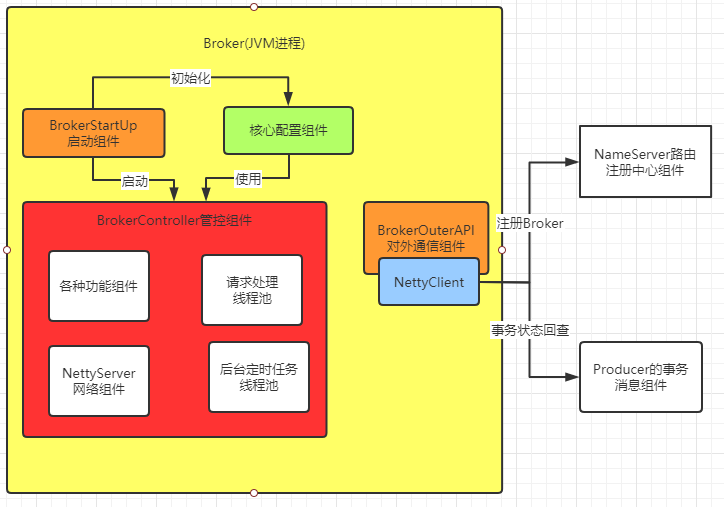 Broker(JVM进程)
初始化
BrokerStartUp
启动组件
核心配置组件
启动
使用
BrokerController管控组件
各种功能组件
请求处理
线程池
NettyServer
网络组件
后台定时任务
线程池
BrokerOuterAPI
对外通信组件
NettyClient
注册Broker
NameServer路由
注册中心组件
事务状态回查
Producer的事务
消息组件